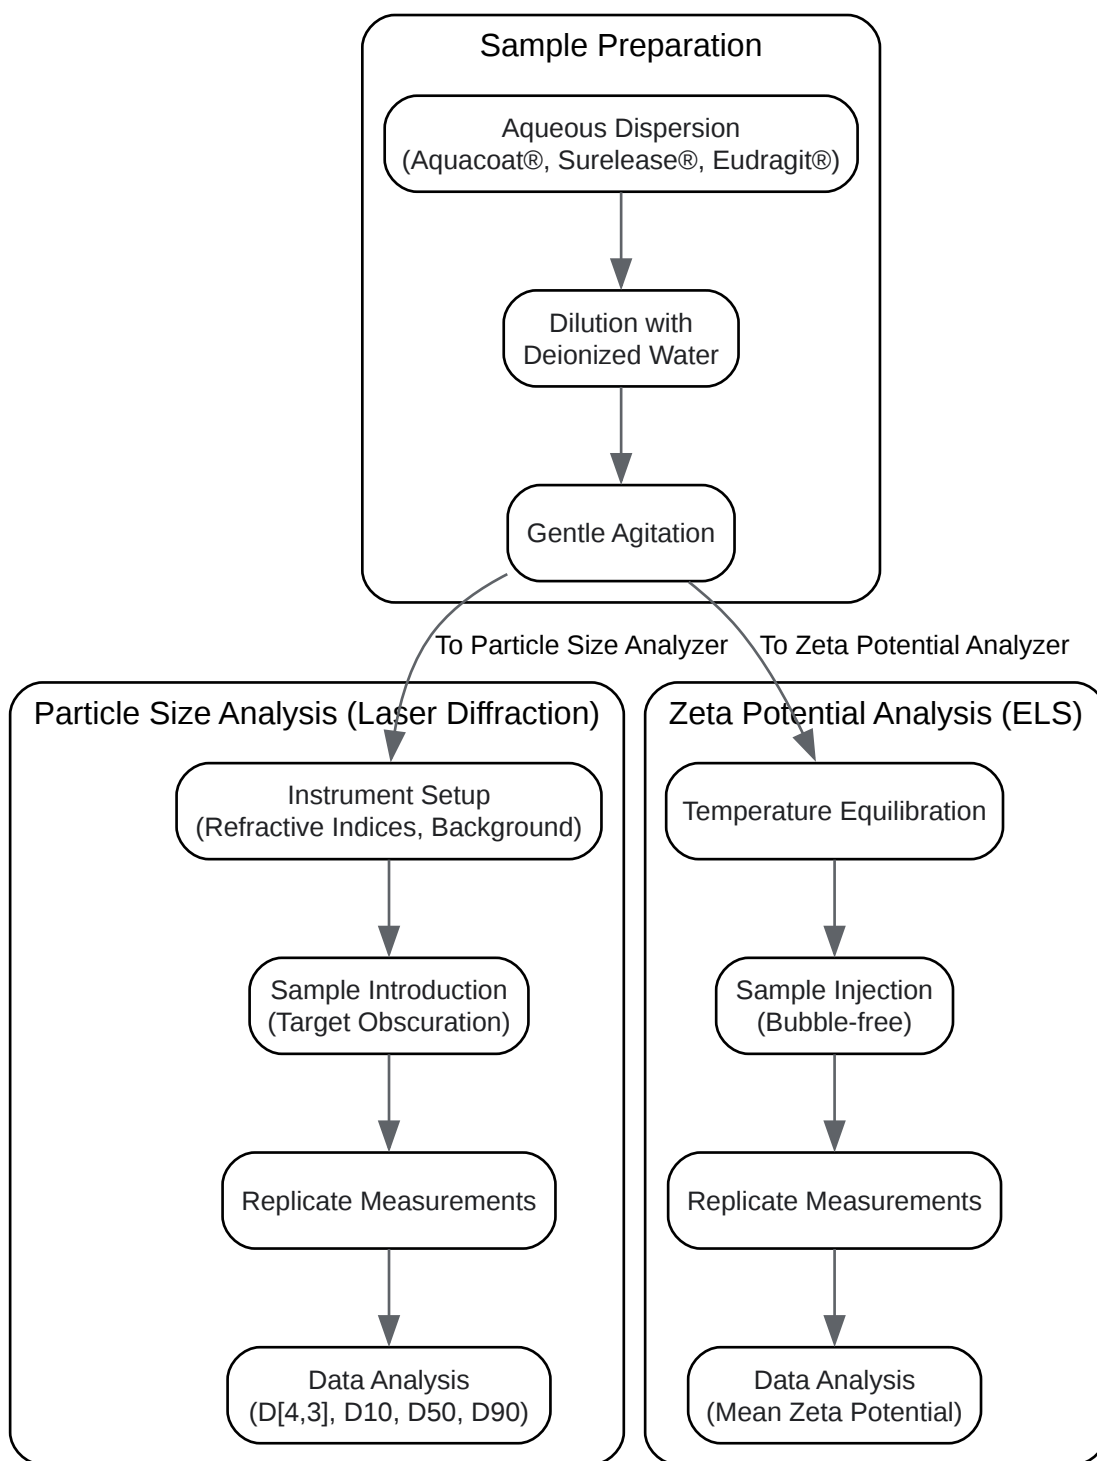 Sample Preparation
Aqueous Dispersion
(Aquacoat®, Surelease®, Eudragit®)
Dilution with
Deionized Water
Gentle Agitation
To Particle Size Analyzer
To Zeta Potential Analyzer
Particle Size Analysis (Laser Diffraction)
Instrument Setup
(Refractive Indices, Background)
Sample Introduction
(Target Obscuration)
Replicate Measurements
Data Analysis
(D[4,3], D10, D50, D90)
Zeta Potential Analysis (ELS)
Temperature Equilibration
Sample Injection
(Bubble-free)
Replicate Measurements
Data Analysis
(Mean Zeta Potential)